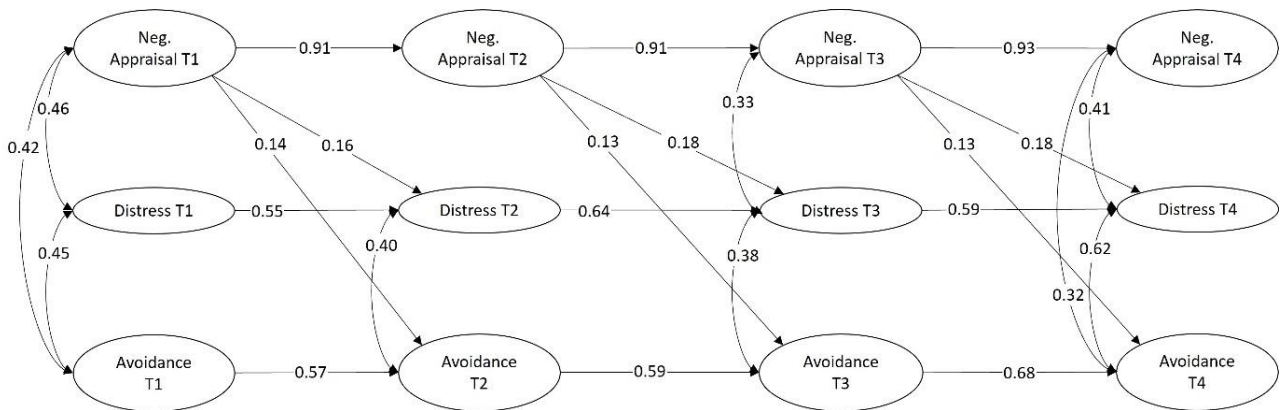 Neg.
Appraisal T1
0.91
Neg.
Appraisal T2
0.91
Neg.
Appraisal T3
0.93
Neg.
Appraisal T4
0.46
0.42
0.14
0.16
0.33
0.13
0.18
0.41
0.13
0.18
Distress T1
0.55
Distress T2
0.64
Distress T3
0.59
Distress T4
0.45
0.40
0.38
0.62
0.32
Avoidance
T1
0.57
Avoidance
T2
0.59
Avoidance
T3
0.68
Avoidance
T4